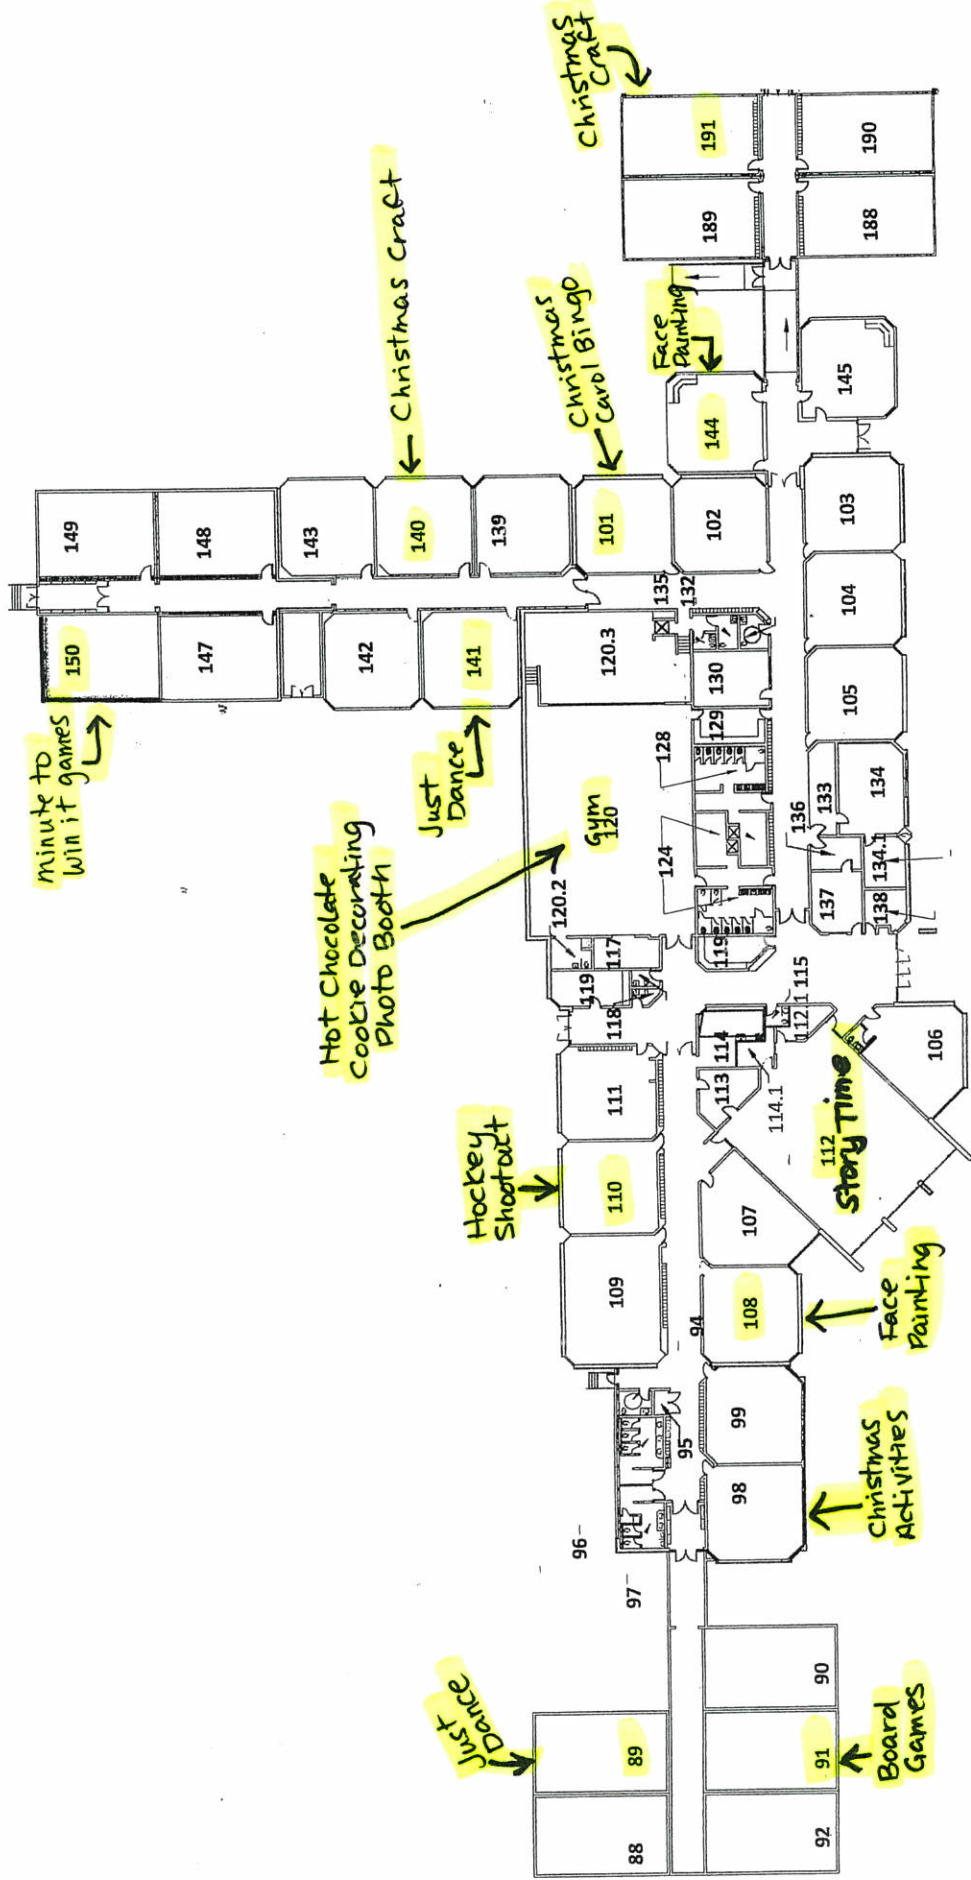 minute to
Win it games
150
149
147
148
142
143
141
140
139
101
102
Christmas Craft
Christmas
Carol Bingo
Just
Dance
Hot Chocolate
Cookie Decorating
Photo Booth
Gym
120
120.3
120.2
135
132
130
129
128
124
119
117
119
118
Face
Painting
144
145
Christmas
Craft
191
189
190
188
103
104
105
133
134
136
134.1
137
138
115
112.1
114
113
114.1
106
112
Story Time
107
Hockey
Shootout
111
110
109
108
Face
Painting
94
99
98
95
Christmas
Activities
96
97
Just
Dance
89
88
90
91
92
Board
Games